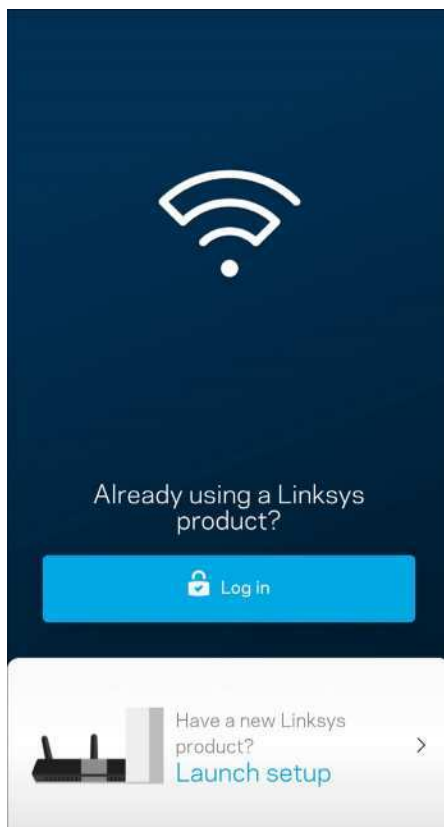 Already using a Linksys
product?
Log in
Have a new Linksys
product?
Launch setup